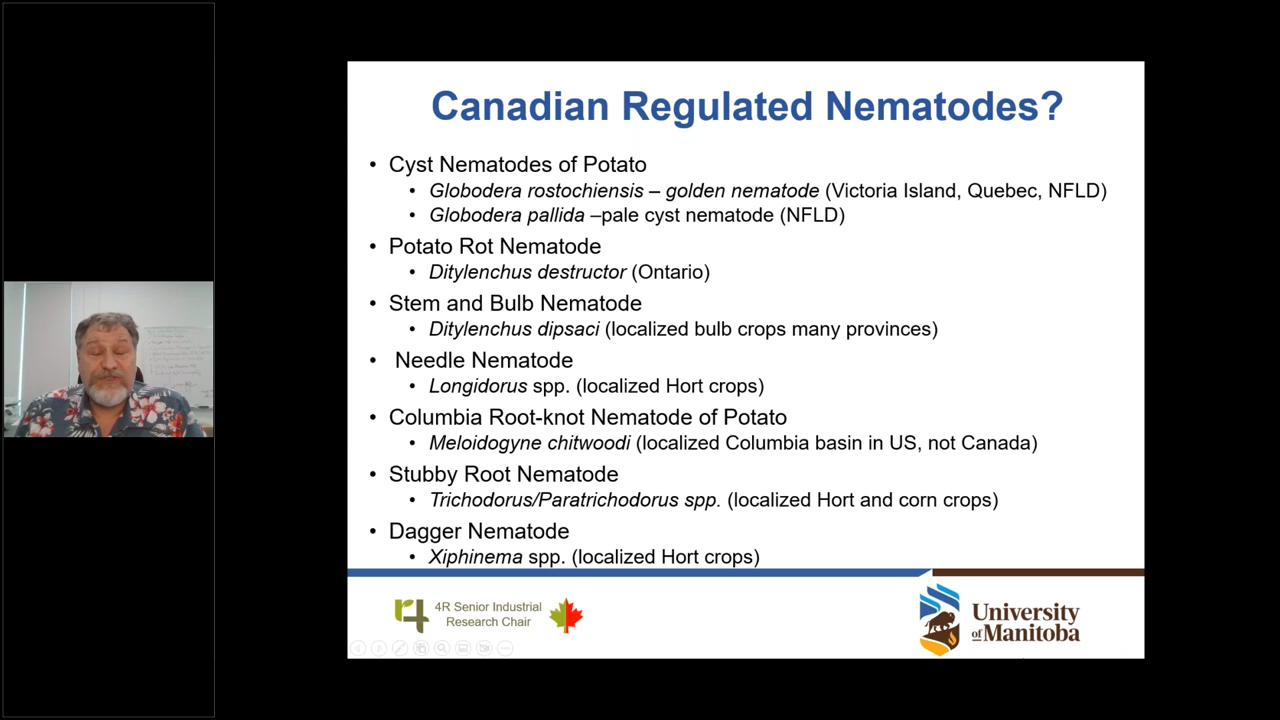 Canadian Regulated Nematodes?
• Cyst Nematodes of Potato
• Globodera rostochiensis – golden nematode (Victoria Island, Quebec, NFLD)
• Globodera pallida –pale cyst nematode (NFLD)
• Potato Rot Nematode
• Ditylenchus destructor (Ontario)
• Stem and Bulb Nematode
• Ditylenchus dipsaci (localized bulb crops many provinces)
• Needle Nematode
• Longidorus spp. (localized Hort crops)
• Columbia Root-knot Nematode of Potato
• Meloidogyne chitwoodi (localized Columbia basin in US, not Canada)
• Stubby Root Nematode
• Trichodorus/Paratrichodorus spp. (localized Hort and corn crops)
• Dagger Nematode
• Xiphinema spp. (localized Hort crops)
r4
4R Senior Industrial
Research Chair
University
of Manitoba